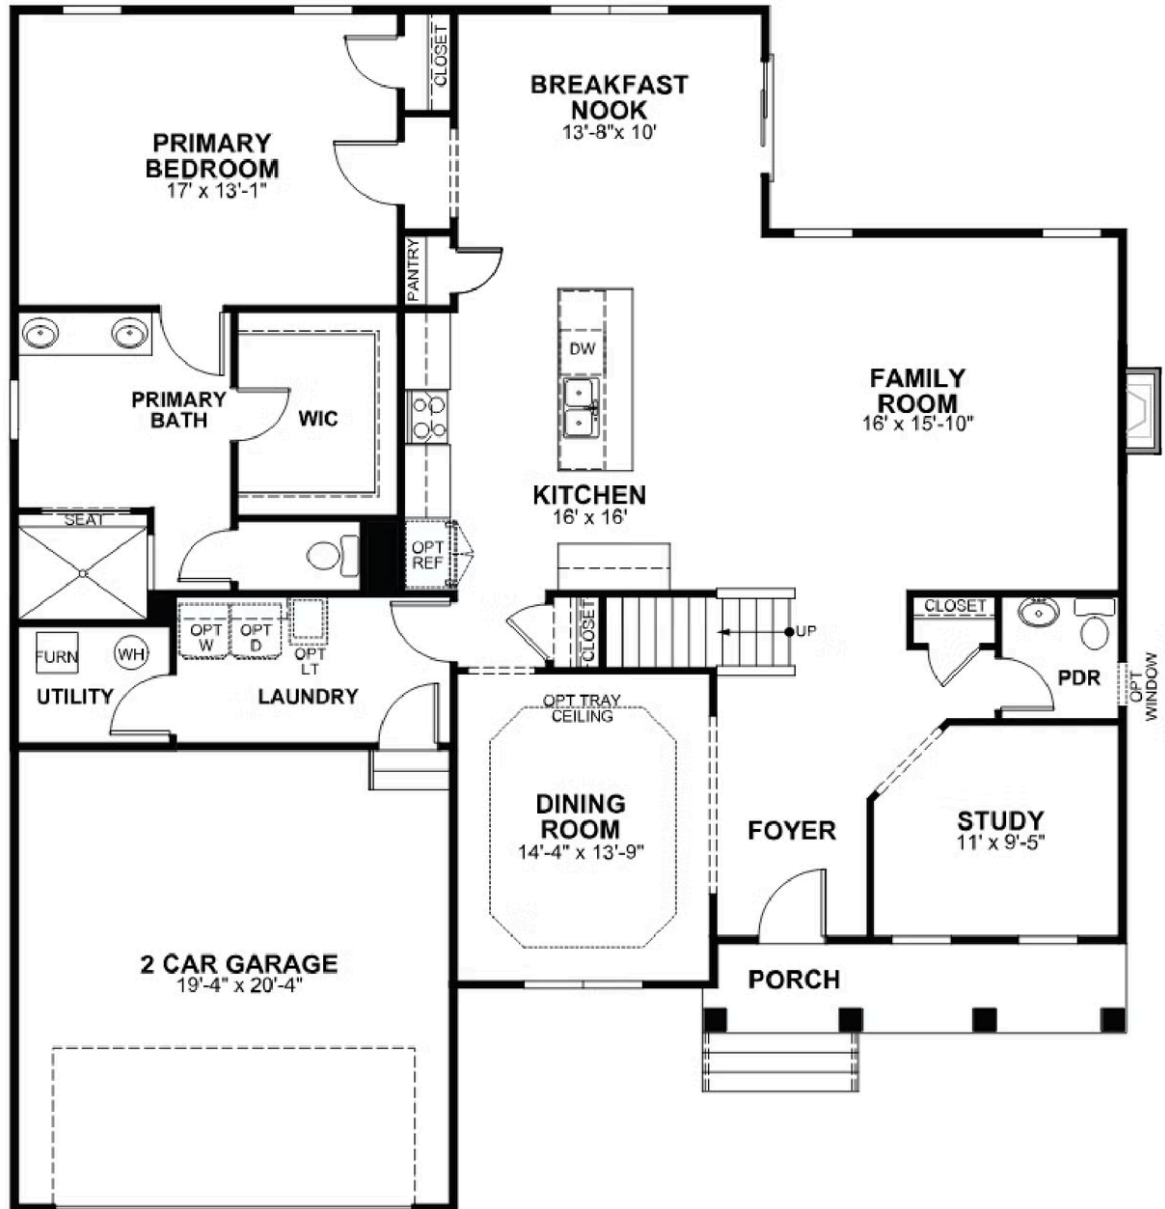 CLOSET
BREAKFAST
NOOK
13'-8"x 10'
PRIMARY
BEDROOM
17' x 13'-1"
PANTRY
DW
FAMILY
ROOM
16' x 15'-10"
PRIMARY
BATH
WIC
KITCHEN
16' x 16'
SEAT
OPT
REF
CLOSET
CLOSET
UP
OPT
W
OPT
D
OPT
LT
FURN
WH
UTILITY
LAUNDRY
PDR
OPT
WINDOW
OPT TRAY
CEILING
DINING
ROOM
14'-4" x 13'-9"
FOYER
STUDY
11' x 9'-5"
2 CAR GARAGE
19'-4" x 20'-4"
PORCH